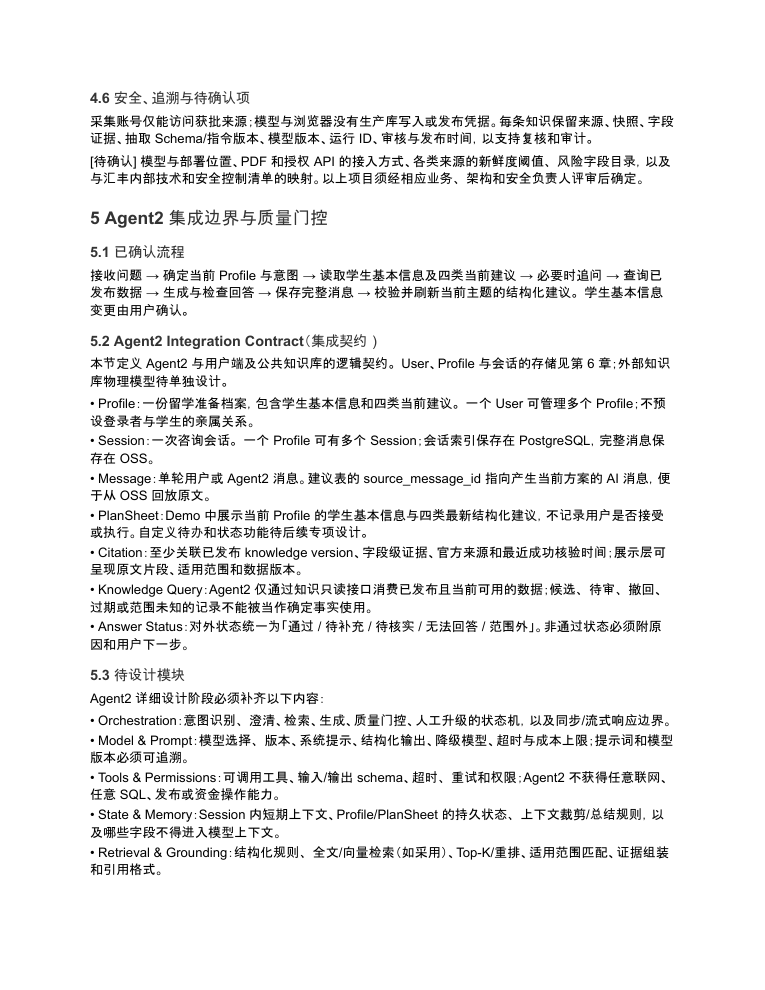 4.6 安全、追溯与待确认项
采集账号仅能访问获批来源；模型与浏览器没有生产库写入或发布凭据。每条知识保留来源、快照、字段
证据、抽取 Schema/指令版本、模型版本、运行 ID、审核与发布时间，以支持复核和审计。
[待确认] 模型与部署位置、PDF 和授权 API 的接入方式、各类来源的新鲜度阈值、风险字段目录，以及
与汇丰内部技术和安全控制清单的映射。以上项目须经相应业务、架构和安全负责人评审后确定。
5 Agent2 集成边界与质量门控
5.1 已确认流程
接收问题 → 确定当前 Profile 与意图 → 读取学生基本信息及四类当前建议 → 必要时追问 → 查询已
发布数据 → 生成与检查回答 → 保存完整消息 → 校验并刷新当前主题的结构化建议。学生基本信息
变更由用户确认。
5.2 Agent2 Integration Contract（集成契约 ）
本节定义 Agent2 与用户端及公共知识库的逻辑契约。User、Profile 与会话的存储见第 6 章；外部知识
库物理模型待单独设计。
• Profile：一份留学准备档案，包含学生基本信息和四类当前建议。一个 User 可管理多个 Profile；不预
设登录者与学生的亲属关系。
• Session：一次咨询会话。一个 Profile 可有多个 Session；会话索引保存在 PostgreSQL，完整消息保
存在 OSS。
• Message：单轮用户或 Agent2 消息。建议表的 source_message_id 指向产生当前方案的 AI 消息，便
于从 OSS 回放原文。
• PlanSheet：Demo 中展示当前 Profile 的学生基本信息与四类最新结构化建议，不记录用户是否接受
或执行。自定义待办和状态功能待后续专项设计。
• Citation：至少关联已发布 knowledge version、字段级证据、官方来源和最近成功核验时间；展示层可
呈现原文片段、适用范围和数据版本。
• Knowledge Query：Agent2 仅通过知识只读接口消费已发布且当前可用的数据；候选、待审、撤回、
过期或范围未知的记录不能被当作确定事实使用。
• Answer Status：对外状态统一为「通过 / 待补充 / 待核实 / 无法回答 / 范围外」。非通过状态必须附原
因和用户下一步。
5.3 待设计模块
Agent2 详细设计阶段必须补齐以下内容：
• Orchestration：意图识别、澄清、检索、生成、质量门控、人工升级的状态机，以及同步/流式响应边界。
• Model & Prompt：模型选择、版本、系统提示、结构化输出、降级模型、超时与成本上限；提示词和模型
版本必须可追溯。
• Tools & Permissions：可调用工具、输入/输出 schema、超时、重试和权限；Agent2 不获得任意联网、
任意 SQL、发布或资金操作能力。
• State & Memory：Session 内短期上下文、Profile/PlanSheet 的持久状态、上下文裁剪/总结规则，以
及哪些字段不得进入模型上下文。
• Retrieval & Grounding：结构化规则、全文/向量检索（如采用）、Top-K/重排、适用范围匹配、证据组装
和引用格式。